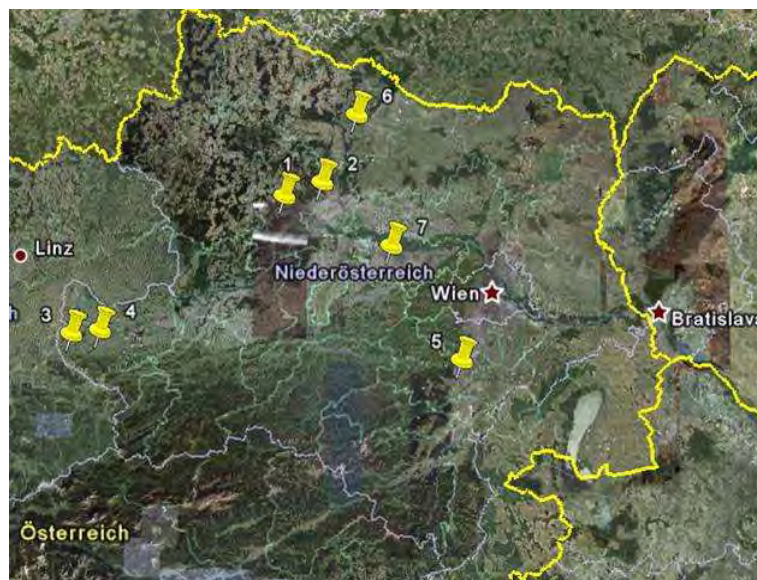 6
1
2
7
Linz
Niederösterreich
Wien
3
4
h
Bratislava
5
Österreich